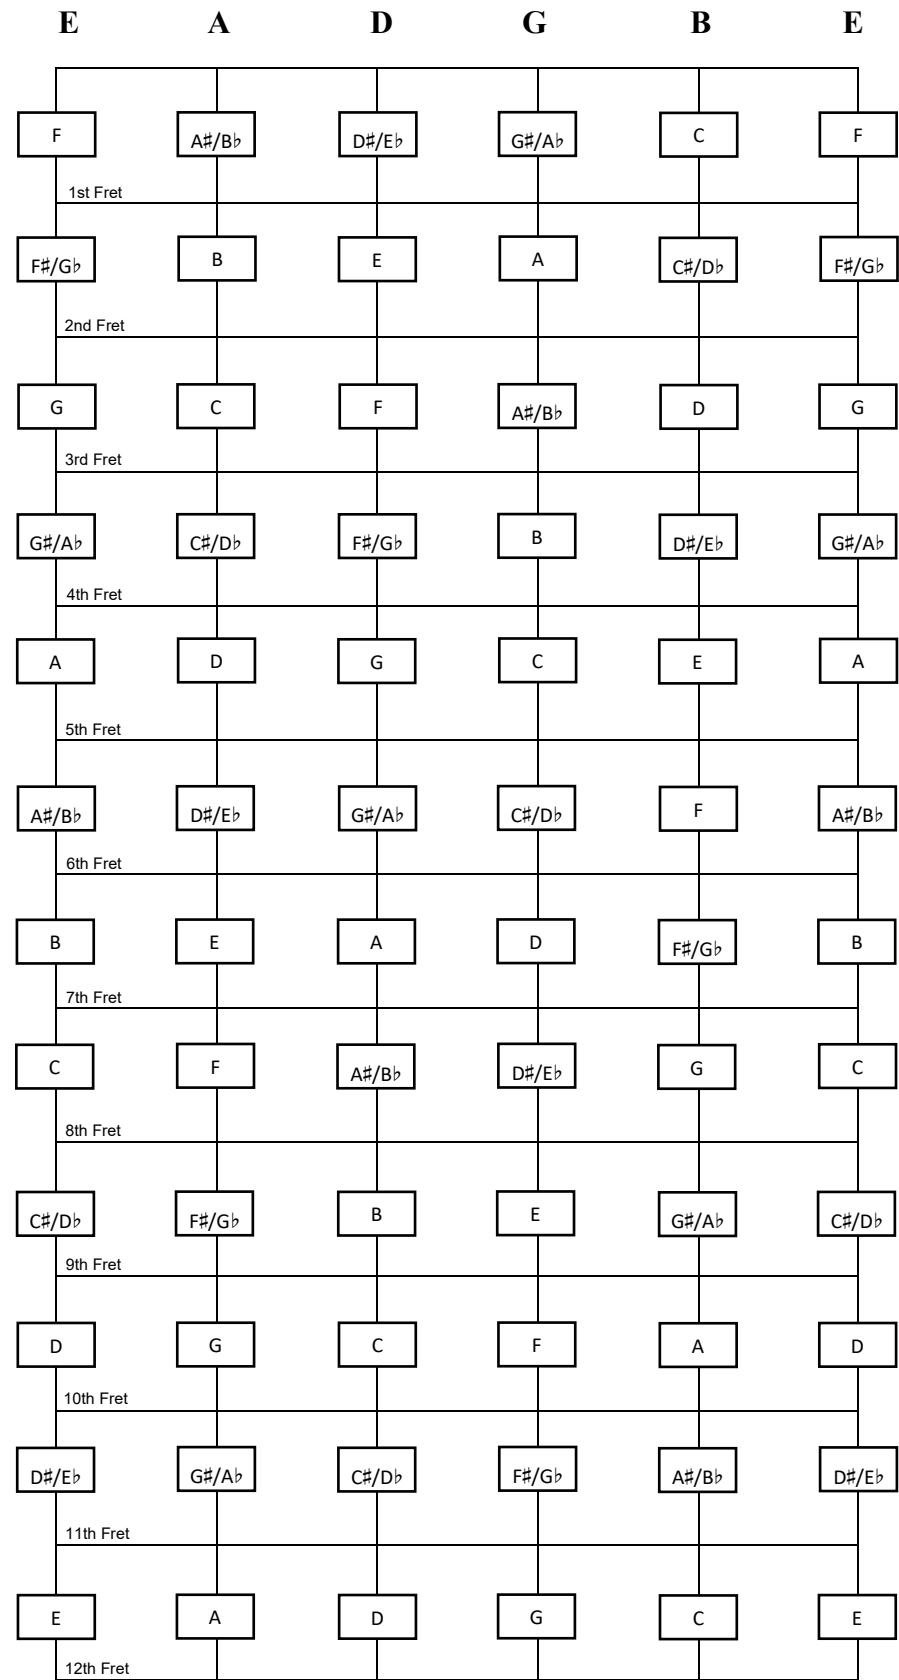 E A D G B E
F A♯/B♭ D♯/E♭ G♯/A♭ C F
1st Fret
F♯/G♭ B E A C♯/D♭ F♯/G♭
2nd Fret
G C F A♯/B♭ D G
3rd Fret
G♯/A♭ C♯/D♭ F♯/G♭ B D♯/E♭ G♯/A♭
4th Fret
A D G C E A
5th Fret
A♯/B♭ D♯/E♭ G♯/A♭ C♯/D♭ F A♯/B♭
6th Fret
B E A D F♯/G♭ B
7th Fret
C F A♯/B♭ D♯/E♭ G C
8th Fret
C♯/D♭ F♯/G♭ B E G♯/A♭ C♯/D♭
9th Fret
D G C F A D
10th Fret
D♯/E♭ G♯/A♭ C♯/D♭ F♯/G♭ A♯/B♭ D♯/E♭
11th Fret
E A D G C E
12th Fret